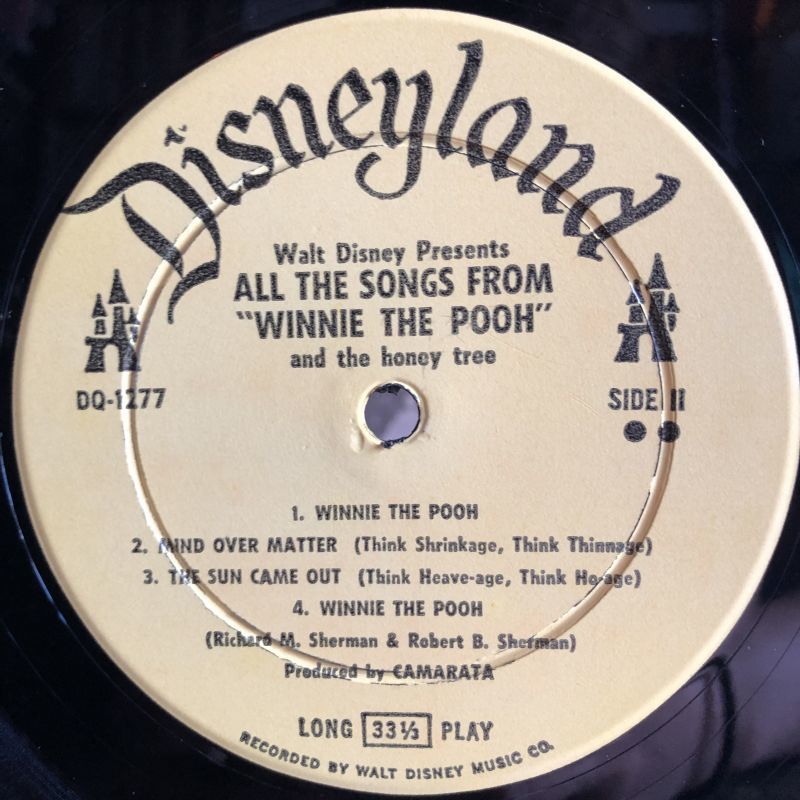 Disneyland
Walt Disney Presents
ALL THE SONGS FROM
"WINNIE THE POOH"
and the honey tree
DQ-1277
SIDE II
1. WINNIE THE POOH
2. MIND OVER MATTER (Think Shrinkage, Think Thinnage)
3. THE SUN CAME OUT (Think Heave-age, Think Ho-age)
4. WINNIE THE POOH
(Richard M. Sherman & Robert B. Sherman)
Produced by CAMARATA
LONG 33⅓ PLAY
RECORDED BY WALT DISNEY MUSIC CO.